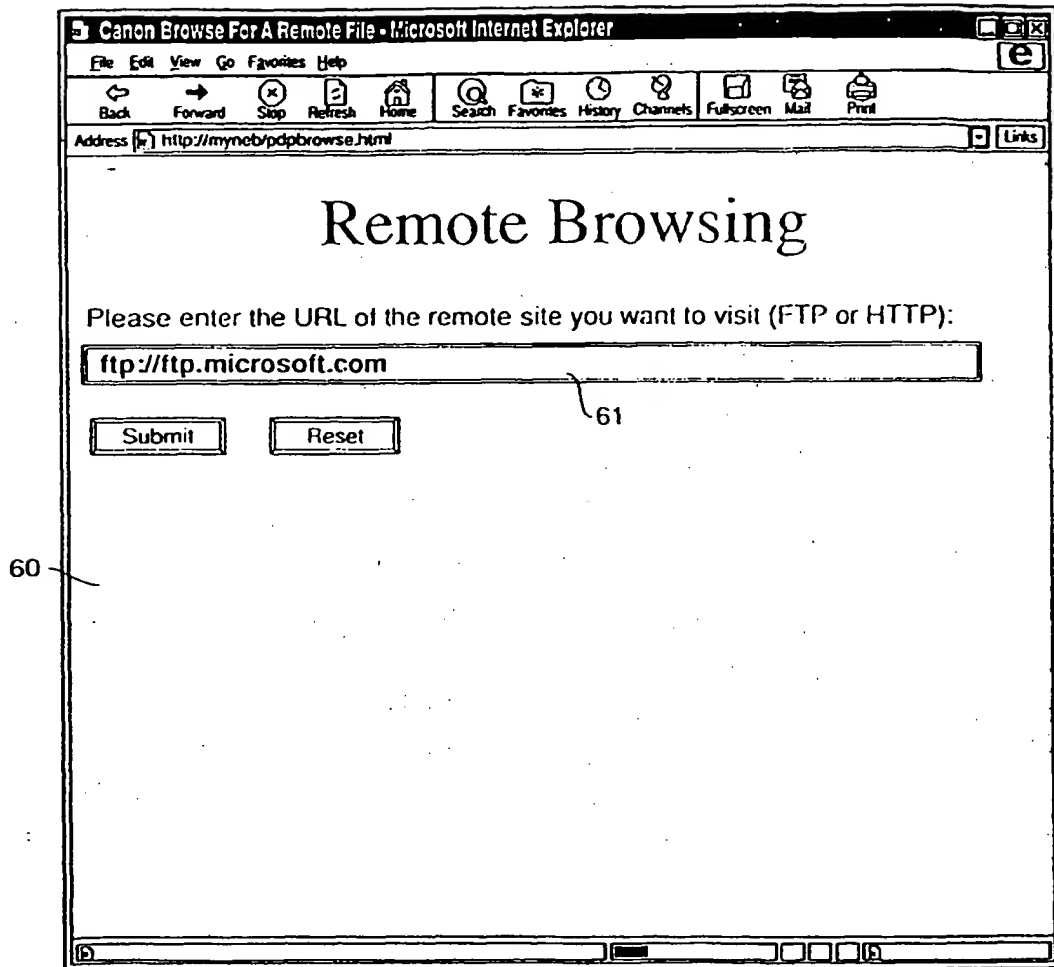 Canon Browse For A Remote File - Microsoft Internet Explorer
File Edit View Go Favorites Help
e
Back Forward Stop Refresh Home Search Favorites History Channels Fullscreen Mail Print
Address http://myneb/pdpbrowse.html Links
Remote Browsing
Please enter the URL of the remote site you want to visit (FTP or HTTP):
ftp://ftp.microsoft.com
61
Submit Reset
60